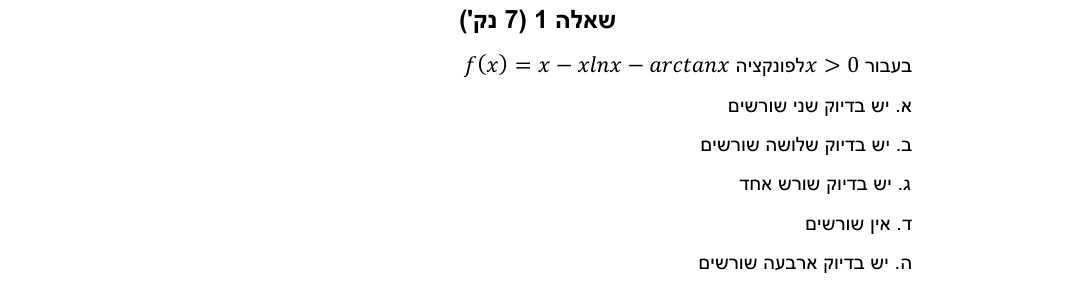 שאלה 1 (7 נק')
בעבור x > 0 לפונקציה f(x) = x − xlnx − arctanx
א. יש בדיוק שני שורשים
ב. יש בדיוק שלושה שורשים
ג. יש בדיוק שורש אחד
ד. אין שורשים
ה. יש בדיוק ארבעה שורשים